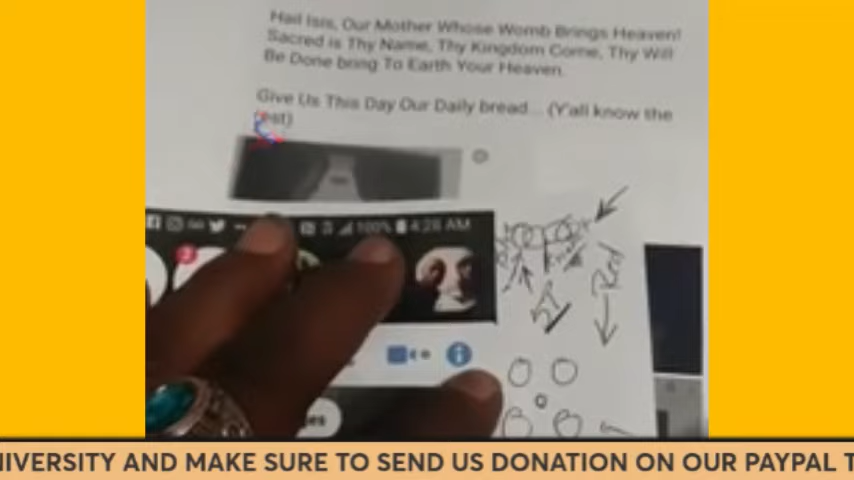 Hail Isis, Our Mother Whose Womb Brings Heaven!
Sacred is Thy Name, Thy Kingdom Come, Thy Will
Be Done bring To Earth Your Heaven.
Give Us This Day Our Daily bread... (Y'all know the
rest)
100% 4:28 AM
Red
NIVERSITY AND MAKE SURE TO SEND US DONATION ON OUR PAYPAL T